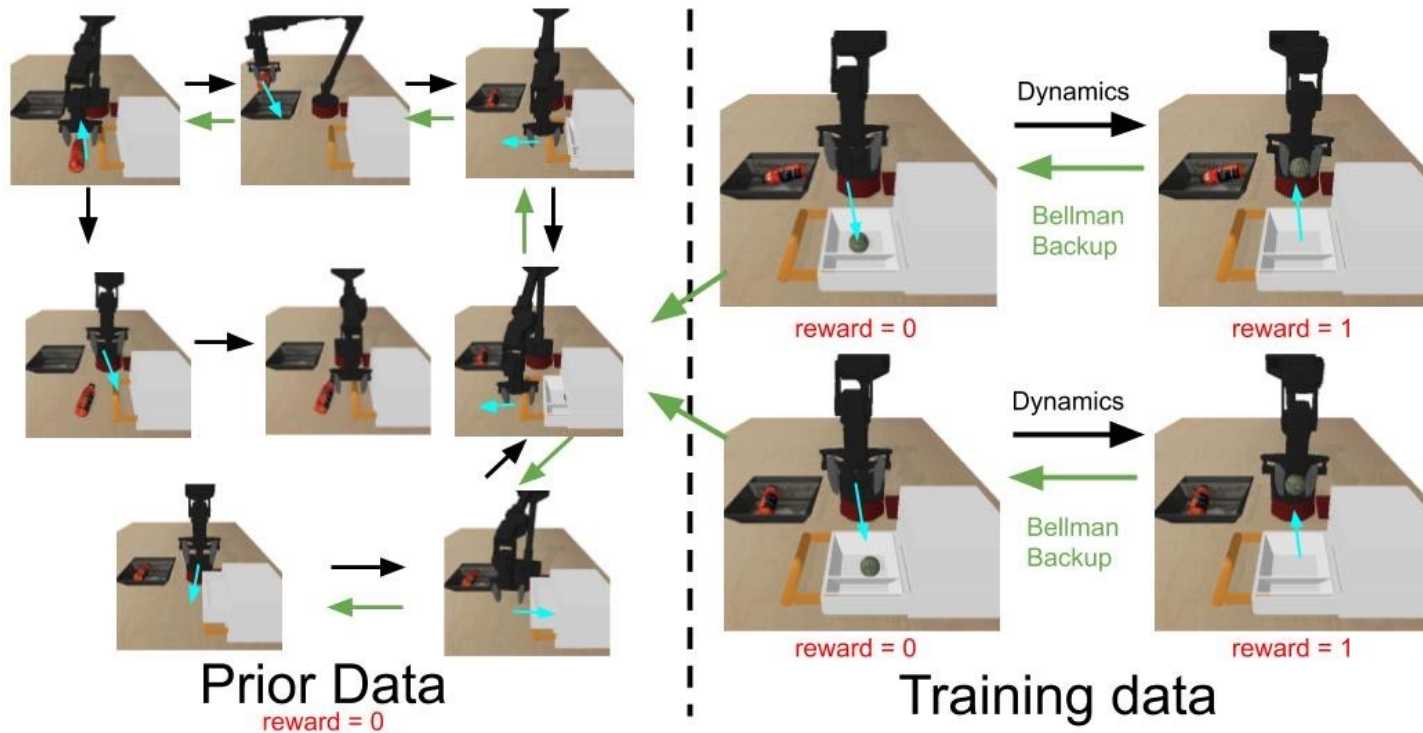 Dynamics
Bellman
Backup
reward = 0
reward = 1
Dynamics
Bellman
Backup
reward = 0
reward = 1
Prior Data
reward = 0
Training data